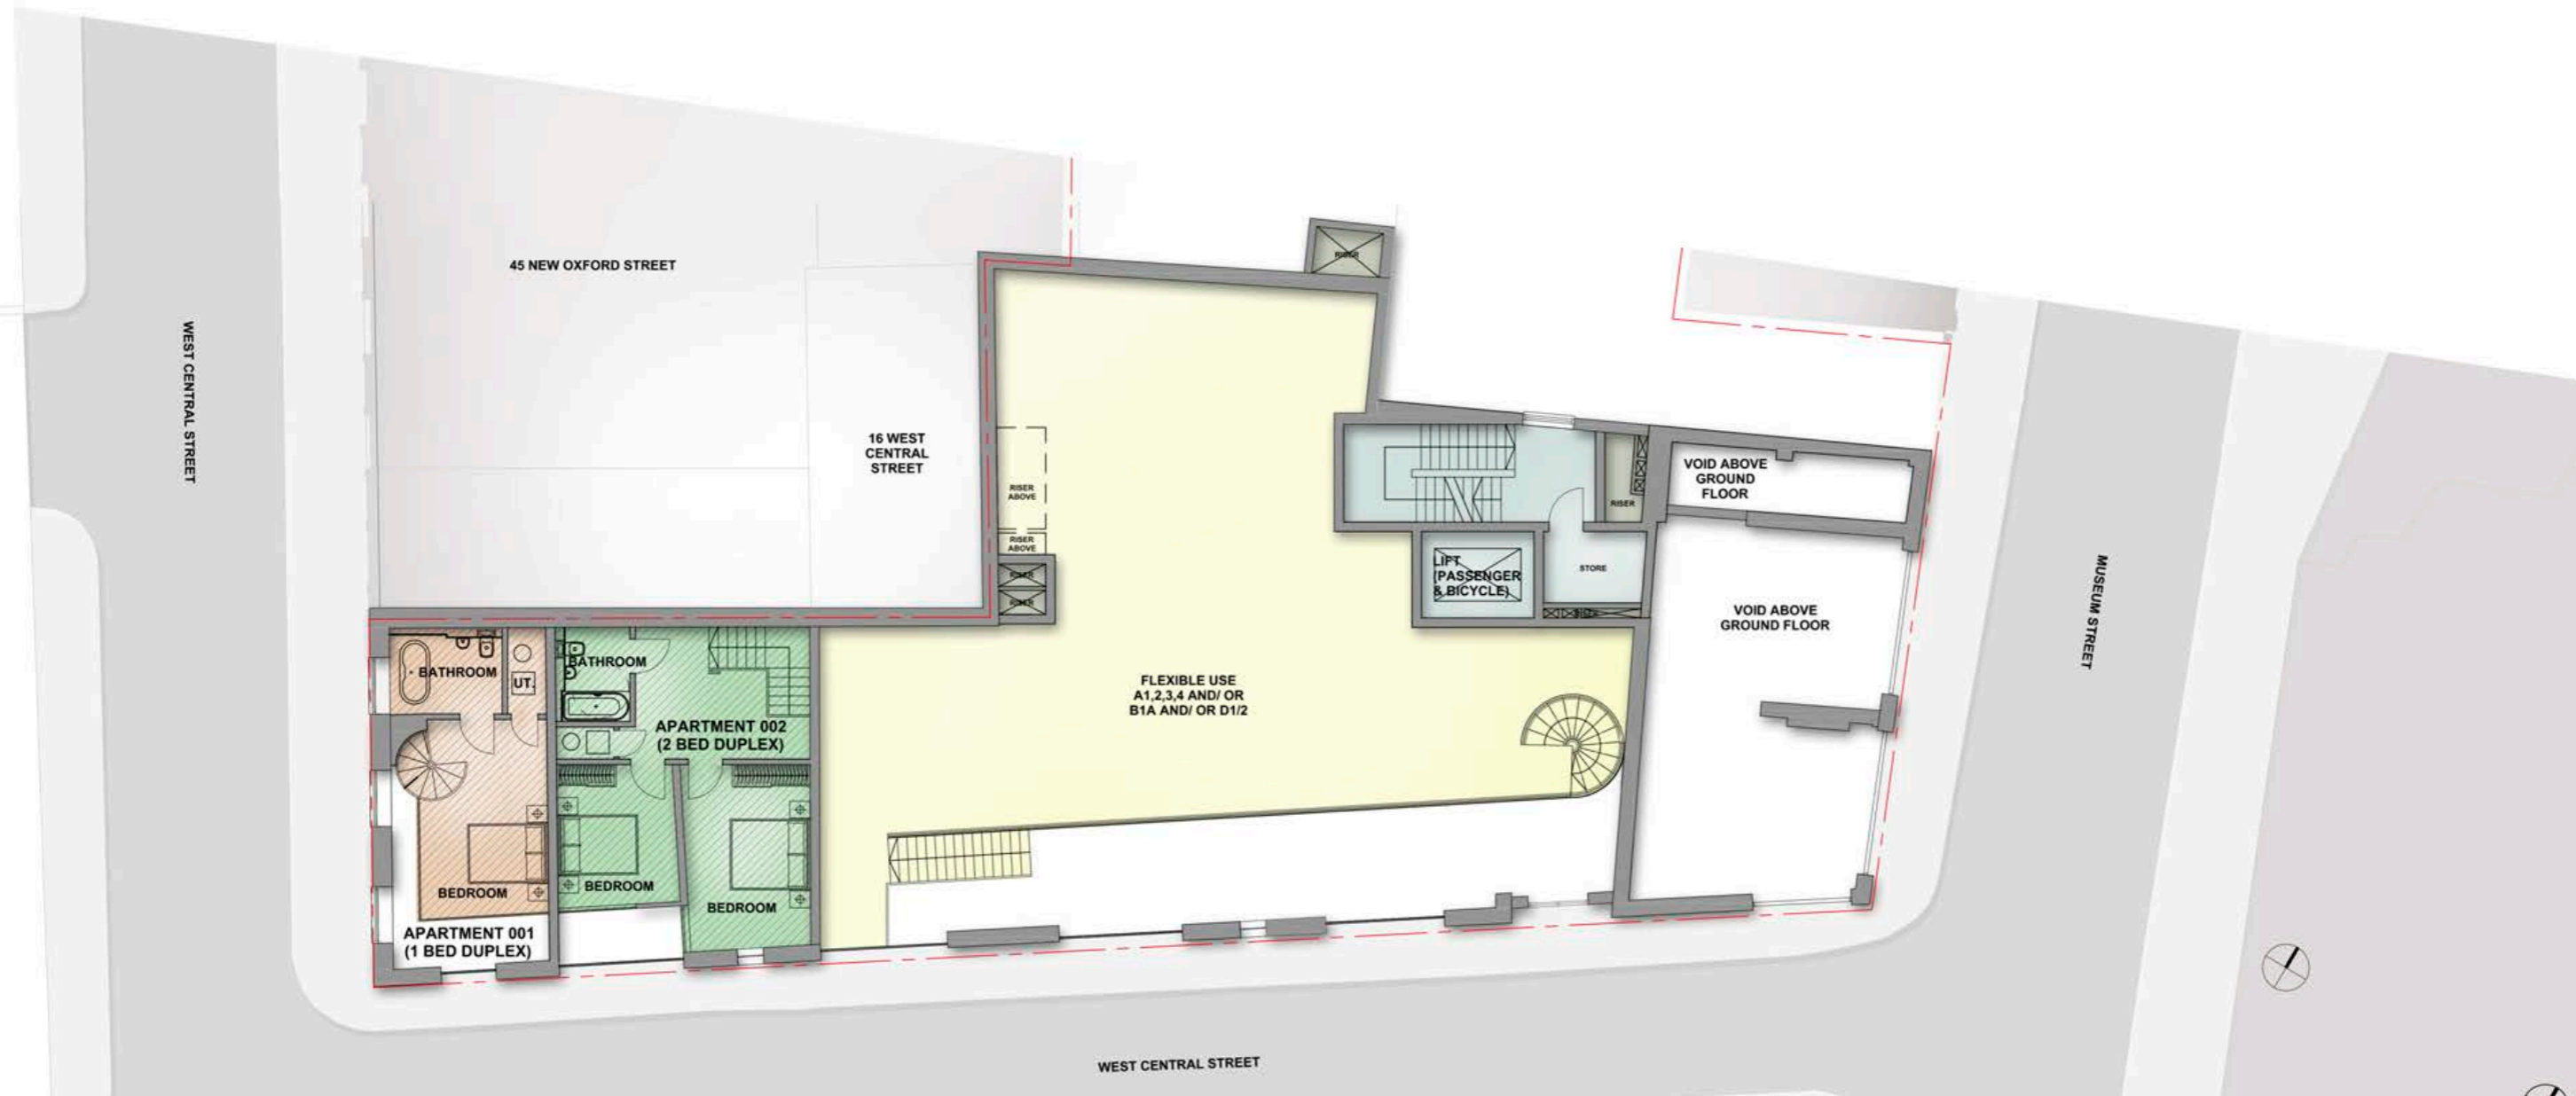 45 NEW OXFORD STREET
WEST CENTRAL STREET
16 WEST
CENTRAL
STREET
RISER
RISER
ABOVE
RISER
ABOVE
RISER
RISER
RISER
LIFT
(PASSENGER
& BICYCLE)
STORE
VOID ABOVE
GROUND
FLOOR
VOID ABOVE
GROUND FLOOR
MUSEUM STREET
BATHROOM
UT.
BATHROOM
APARTMENT 002
(2 BED DUPLEX)
FLEXIBLE USE
A1,2,3,4 AND/ OR
B1A AND/ OR D1/2
BEDROOM
BEDROOM
BEDROOM
APARTMENT 001
(1 BED DUPLEX)
WEST CENTRAL STREET